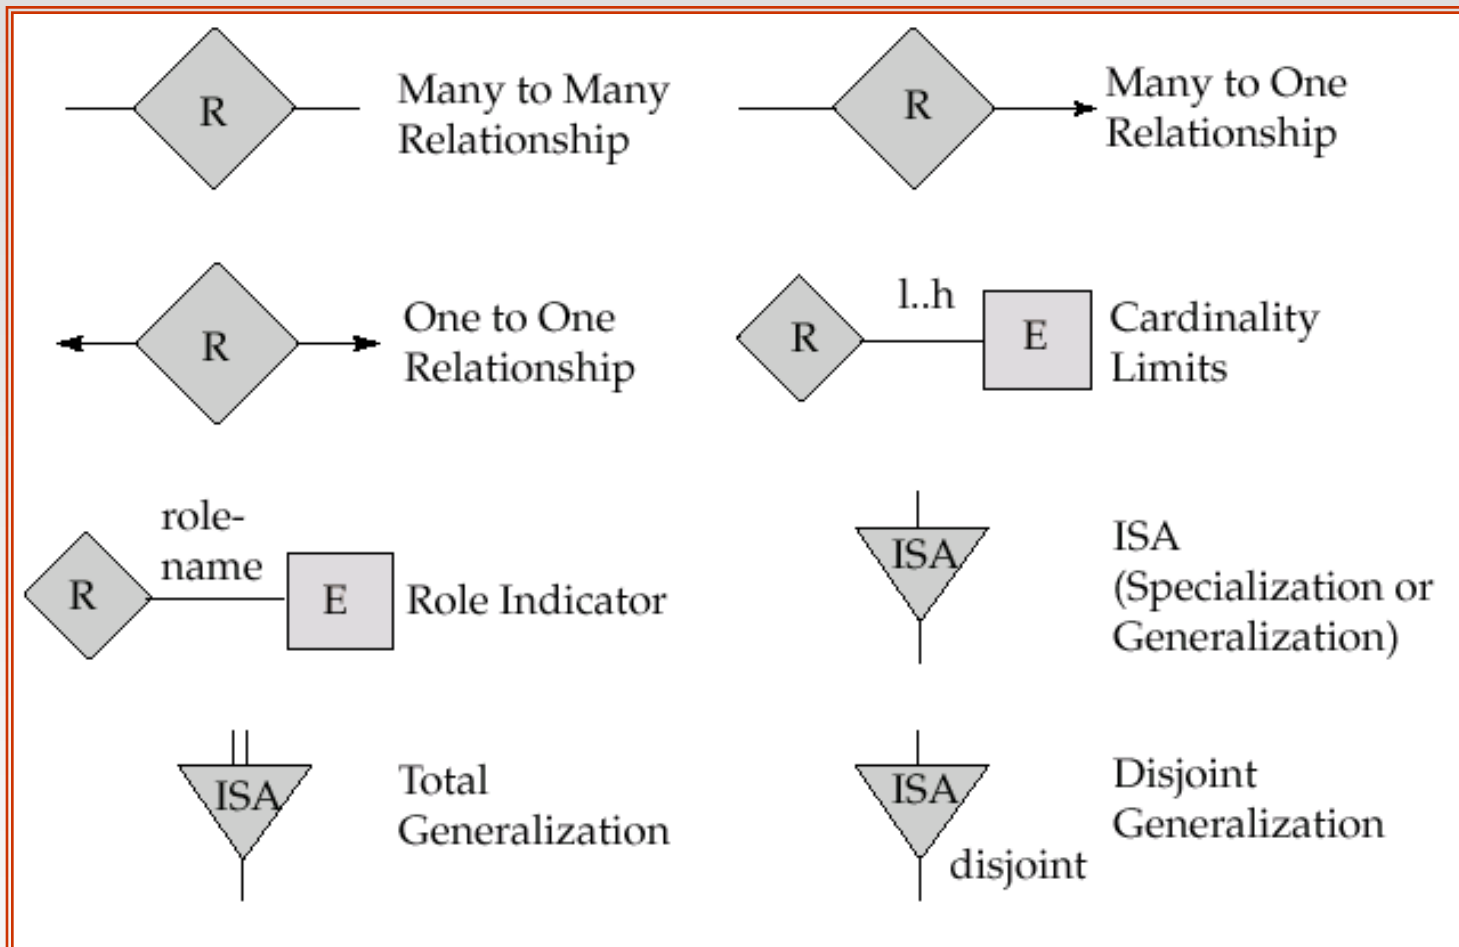 R
Many to Many
Relationship
R
Many to One
Relationship
R
One to One
Relationship
R
l..h
E
Cardinality
Limits
R
role-
name
E
Role Indicator
ISA
ISA
(Specialization or
Generalization)
ISA
Total
Generalization
ISA
disjoint
Disjoint
Generalization